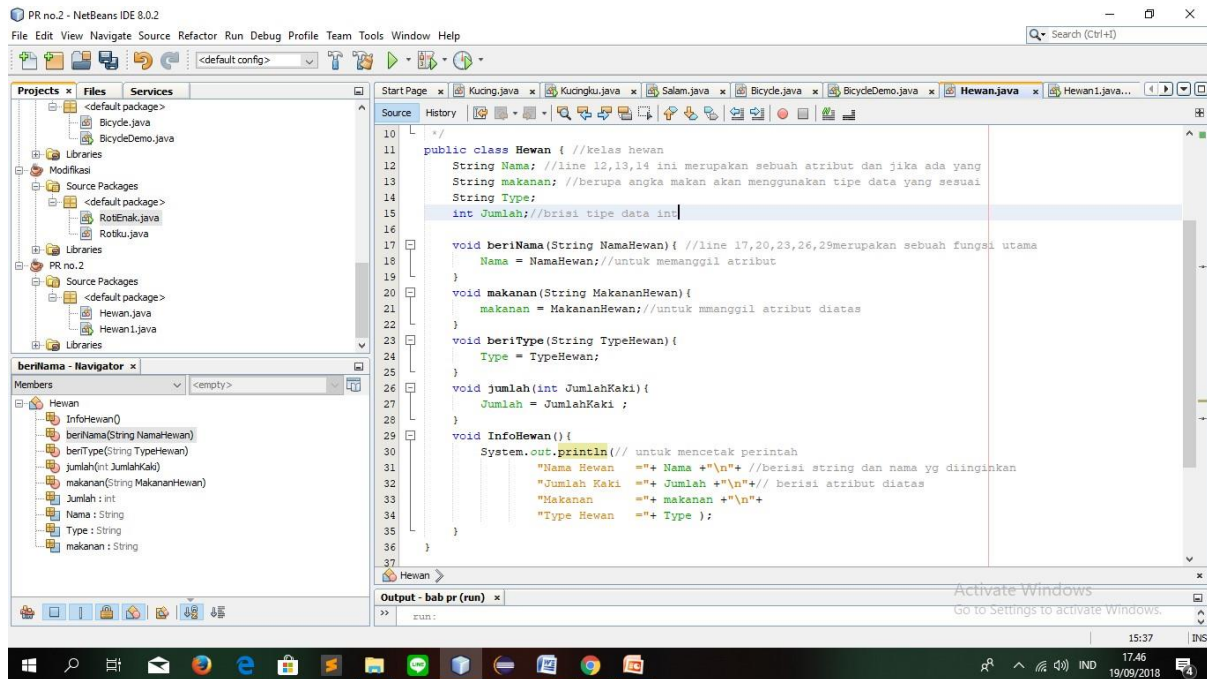 PR no.2 - NetBeans IDE 8.0.2
File Edit View Navigate Source Refactor Run Debug Profile Team Tools Window Help
Search (Ctrl+I)
<default config>
Projects Files Services
<default package>
Bicycle.java
BicycleDemo.java
Libraries
Modifikasi
Source Packages
<default package>
RotiEnak.java
Rotiku.java
Libraries
PR no.2
Source Packages
<default package>
Hewan.java
Hewan1.java
Libraries
beriNama - Navigator
Members <empty>
Hewan
InfoHewan()
beriNama(String NamaHewan)
beriType(String TypeHewan)
jumlah(int JumlahKaki)
makanan(String MakananHewan)
Jumlah : int
Nama : String
Type : String
makanan : String
Start Page Kucing.java Kucingku.java Salam.java Bicycle.java BicycleDemo.java Hewan.java Hewan1.java...
Source History
10 */
11 public class Hewan { //kelas hewan
12 String Nama; //line 12,13,14 ini merupakan sebuah atribut dan jika ada yang
13 String makanan; //berupa angka makan akan menggunakan tipe data yang sesuai
14 String Type;
15 int Jumlah;//brisi tipe data int
16
17 void beriNama(String NamaHewan){ //line 17,20,23,26,29merupakan sebuah fungsi utama
18 Nama = NamaHewan;//untuk memanggil atribut
19 }
20 void makanan(String MakananHewan){
21 makanan = MakananHewan;//untuk mmanggil atribut diatas
22 }
23 void beriType(String TypeHewan){
24 Type = TypeHewan;
25 }
26 void jumlah(int JumlahKaki){
27 Jumlah = JumlahKaki ;
28 }
29 void InfoHewan(){
30 System.out.println(// untuk mencetak perintah
31 "Nama Hewan ="+ Nama +"\n"+ //berisi string dan nama yg diinginkan
32 "Jumlah Kaki ="+ Jumlah +"\n"+// berisi atribut diatas
33 "Makanan ="+ makanan +"\n"+
34 "Type Hewan ="+ Type );
35 }
36 }
37
Hewan
Output - bab pr (run)
run:
Activate Windows
Go to Settings to activate Windows.
15:37 INS
IND
17.46
19/09/2018